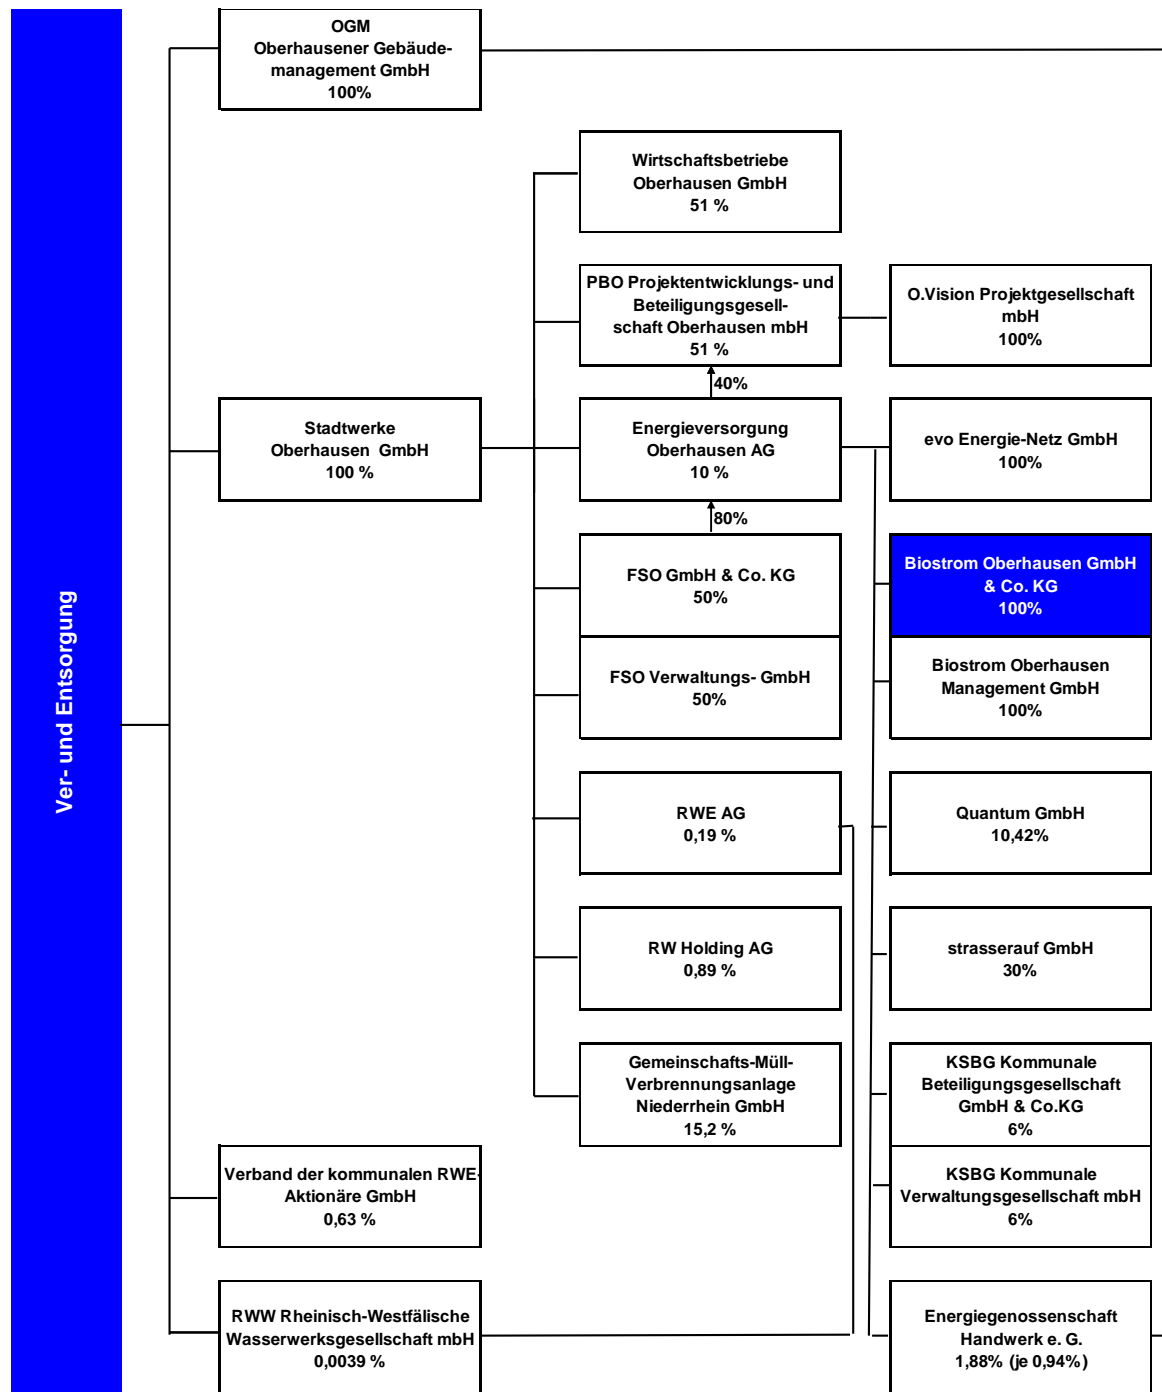 Ver- und Entsorgung
OGM
Oberhausener Gebäude-
management GmbH
100%
Wirtschaftsbetriebe
Oberhausen GmbH
51 %
PBO Projektentwicklungs- und
Beteiligungsgesell-
schaft Oberhausen mbH
51 %
O.Vision Projektgesellschaft
mbH
100%
40%
Stadtwerke
Oberhausen GmbH
100 %
Energieversorgung
Oberhausen AG
10 %
evo Energie-Netz GmbH
100%
80%
FSO GmbH & Co. KG
50%
Biostrom Oberhausen GmbH
& Co. KG
100%
FSO Verwaltungs- GmbH
50%
Biostrom Oberhausen
Management GmbH
100%
RWE AG
0,19 %
Quantum GmbH
10,42%
RW Holding AG
0,89 %
strasserauf GmbH
30%
Gemeinschafts-Müll-
Verbrennungsanlage
Niederrhein GmbH
15,2 %
KSBG Kommunale
Beteiligungsgesellschaft
GmbH & Co.KG
6%
Verband der kommunalen RWE-
Aktionäre GmbH
0,63 %
KSBG Kommunale
Verwaltungsgesellschaft mbH
6%
RWW Rheinisch-Westfälische
Wasserwerksgesellschaft mbH
0,0039 %
Energiegenossenschaft
Handwerk e. G.
1,88% (je 0,94%)